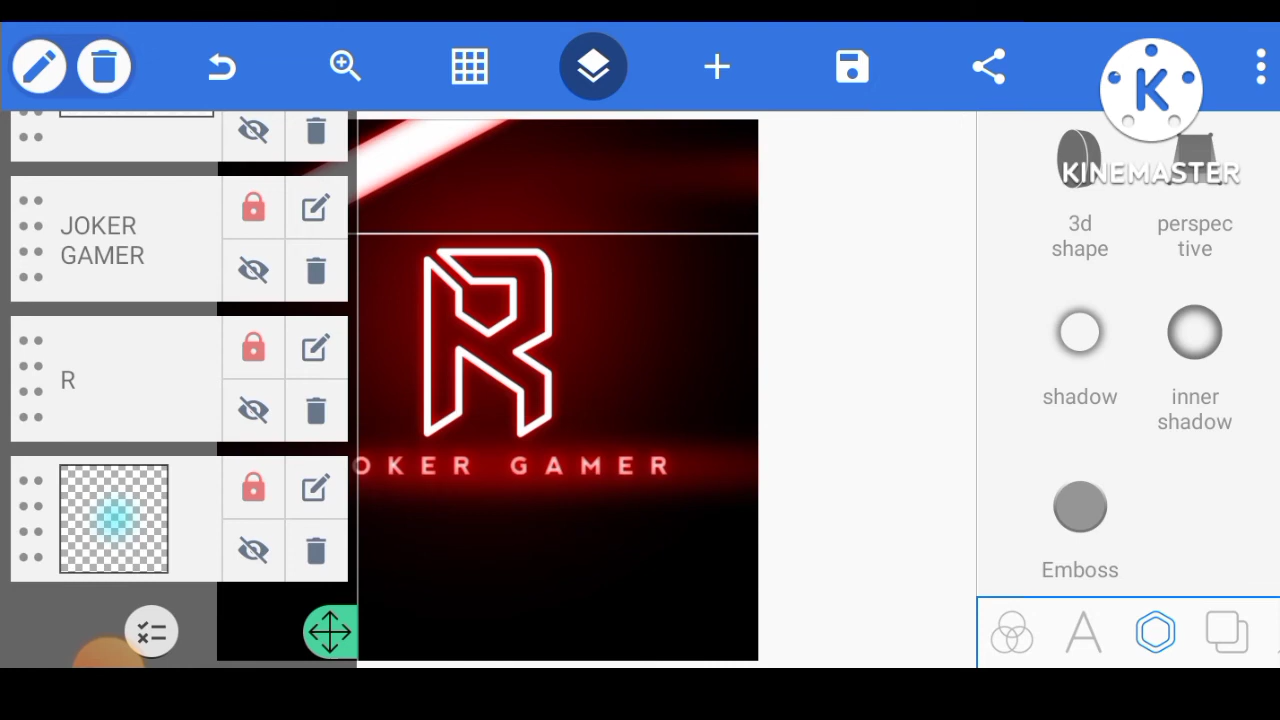 K
KINEMASTER
JOKER
GAMER
R
R
OKER GAMER
3d
shape
perspec
tive
shadow
inner
shadow
Emboss
A